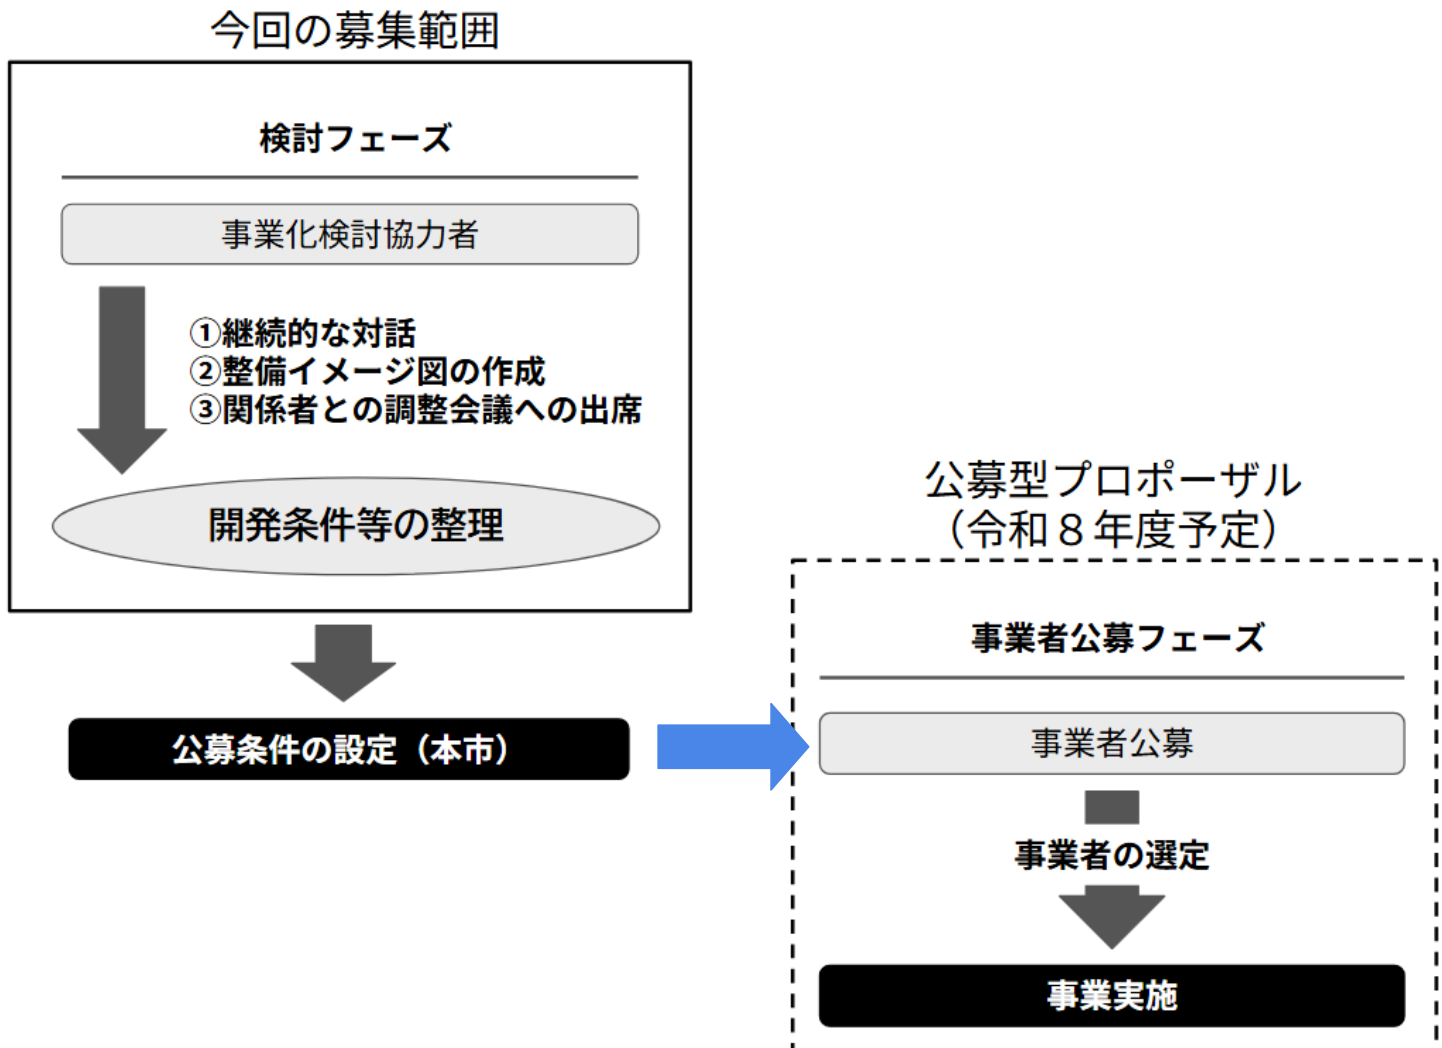 今回の募集範囲
検討フェーズ
事業化検討協力者
①継続的な対話
②整備イメージ図の作成
③関係者との調整会議への出席
開発条件等の整理
公募条件の設定（本市）
公募型プロポーザル
（令和８年度予定）
事業者公募フェーズ
事業者公募
事業者の選定
事業実施